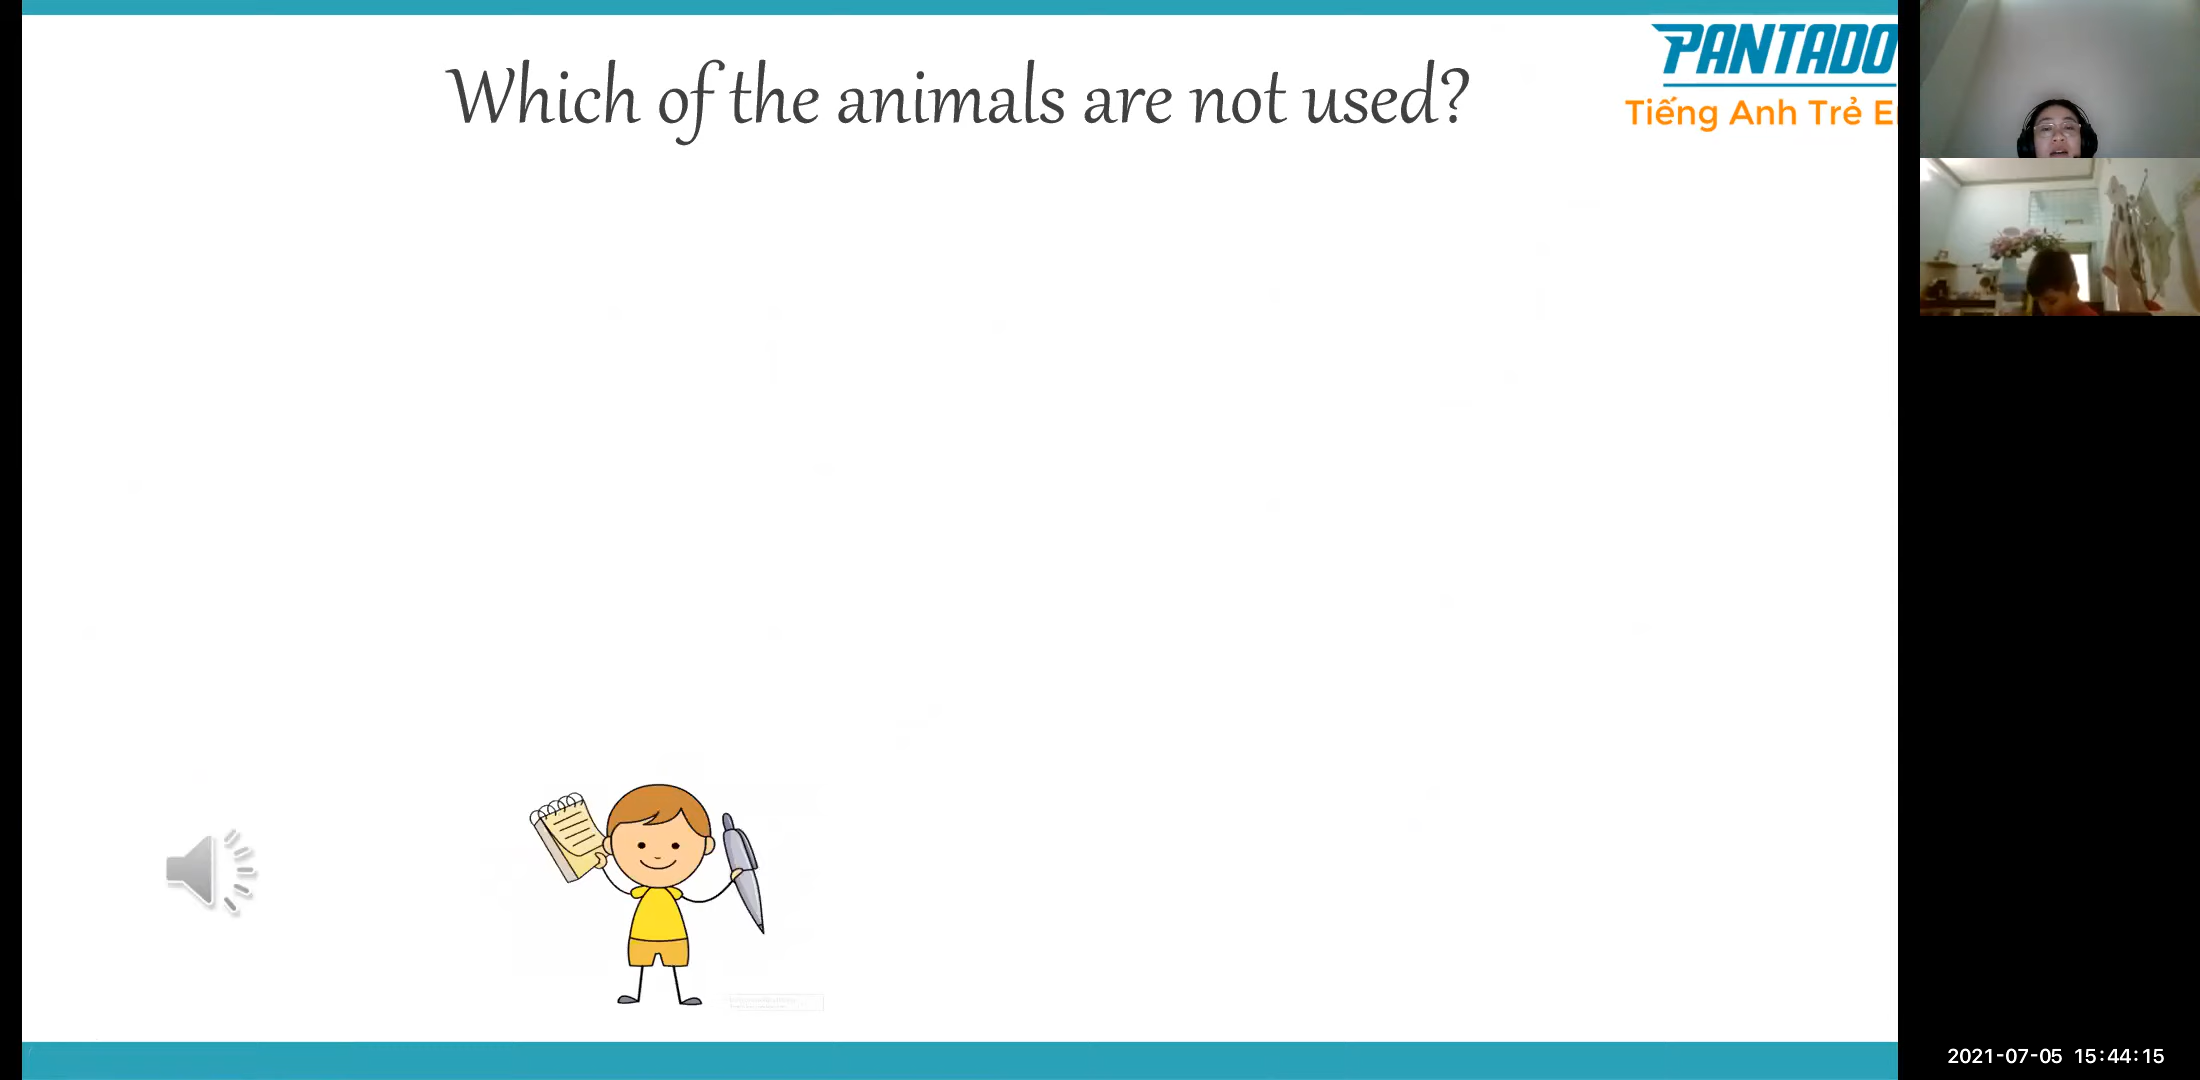 Which of the animals are not used?
PANTADO
Tiếng Anh Trẻ E
2021-07-05 15:44:15